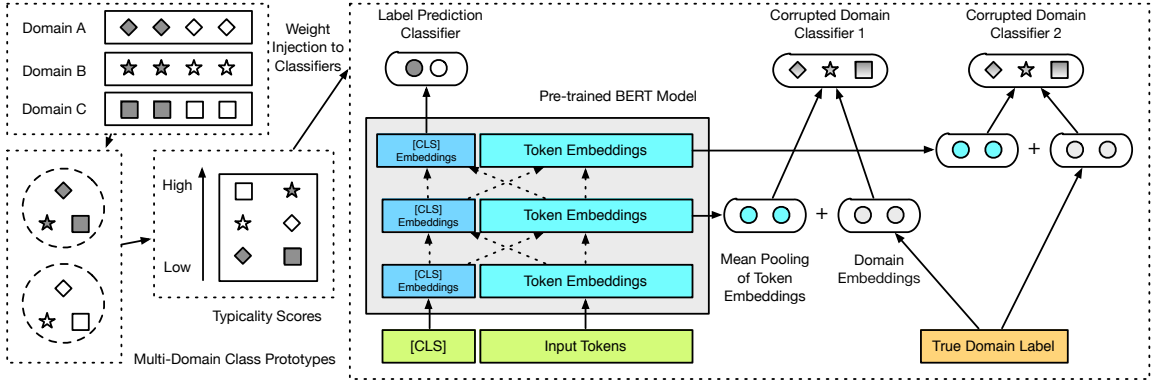 Domain A
Domain B
Domain C
Weight
Injection to
Classifiers
High
Low
Typicality Scores
Multi-Domain Class Prototypes
Label Prediction
Classifier
Pre-trained BERT Model
[CLS]
Embeddings
Token Embeddings
[CLS]
Embeddings
Token Embeddings
[CLS]
Embeddings
Token Embeddings
[CLS]
Input Tokens
Corrupted Domain
Classifier 1
Corrupted Domain
Classifier 2
+
+
Mean Pooling
of Token
Embeddings
Domain
Embeddings
True Domain Label